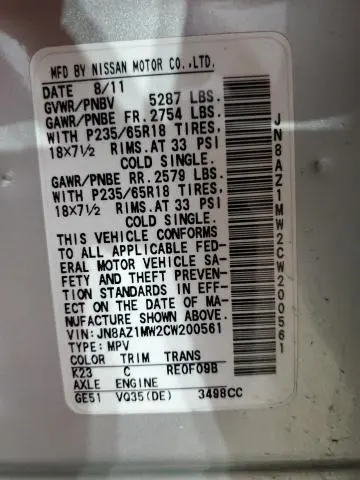 MFD BY NISSAN MOTOR CO.,LTD.
DATE 8/11
GVWR/PNBV 5287 LBS.
GAWR/PNBE FR.2754 LBS.
WITH P235/65R18 TIRES,
18X7½ RIMS.AT 33 PSI
COLD SINGLE.
GAWR/PNBE RR.2579 LBS.
WITH P235/65R18 TIRES,
18X7½ RIMS.AT 33 PSI
COLD SINGLE.
THIS VEHICLE CONFORMS
TO ALL APPLICABLE FED-
ERAL MOTOR VEHICLE SA-
FETY AND THEFT PREVEN-
TION STANDARDS IN EFF-
ECT ON THE DATE OF MA-
NUFACTURE SHOWN ABOVE.
VIN:JN8AZ1MW2CW200561
TYPE:MPV
COLOR TRIM TRANS
K23 C RE0F09B
AXLE ENGINE
GE51 VQ35(DE) 3498CC
JN8AZ1MW2CW200561